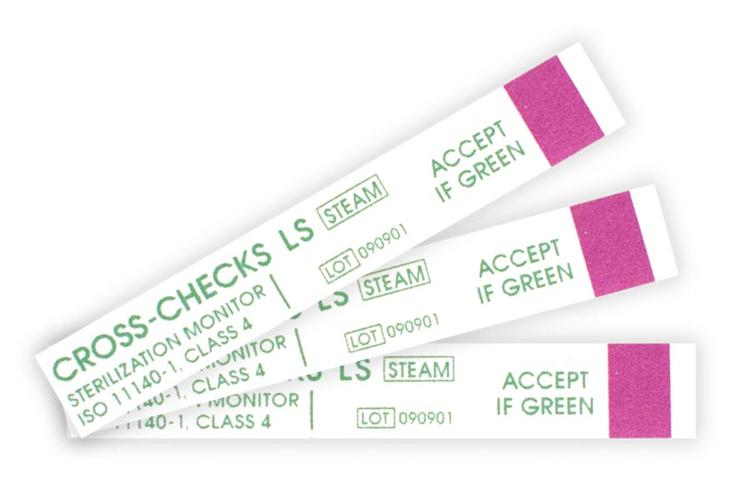 CROSS-CHECKS LS STEAM
STERILIZATION MONITOR
ISO 11140-1, CLASS 4
LOT 090901
ACCEPT
IF GREEN
LS STEAM
MONITOR
CLASS 4
LOT 090901
ACCEPT
IF GREEN
LS STEAM
MONITOR
11140-1, CLASS 4
LOT 090901
ACCEPT
IF GREEN